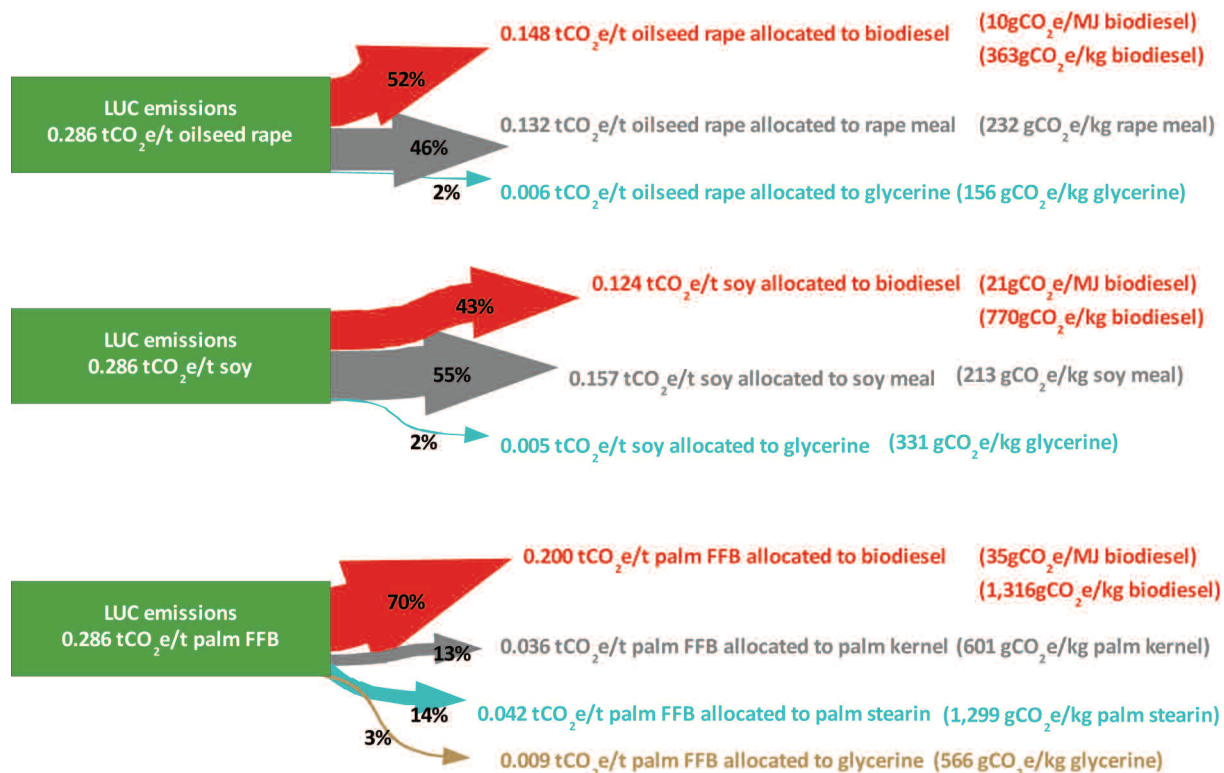 0.148 tCO2e/t oilseed rape allocated to biodiesel (10gCO2e/MJ biodiesel)
(363gCO2e/kg biodiesel)
52%
LUC emissions
0.286 tCO2e/t oilseed rape
0.132 tCO2e/t oilseed rape allocated to rape meal (232 gCO2e/kg rape meal)
46%
0.006 tCO2e/t oilseed rape allocated to glycerine (156 gCO2e/kg glycerine)
2%
0.124 tCO2e/t soy allocated to biodiesel (21gCO2e/MJ biodiesel)
(770gCO2e/kg biodiesel)
43%
LUC emissions
0.286 tCO2e/t soy
55%
0.157 tCO2e/t soy allocated to soy meal (213 gCO2e/kg soy meal)
2%
0.005 tCO2e/t soy allocated to glycerine (331 gCO2e/kg glycerine)
0.200 tCO2e/t palm FFB allocated to biodiesel (35gCO2e/MJ biodiesel)
(1,316gCO2e/kg biodiesel)
70%
LUC emissions
0.286 tCO2e/t palm FFB
13%
0.036 tCO2e/t palm FFB allocated to palm kernel (601 gCO2e/kg palm kernel)
14%
0.042 tCO2e/t palm FFB allocated to palm stearin (1,299 gCO2e/kg palm stearin)
3%
0.009 tCO2e/t palm FFB allocated to glycerine (566 gCO2e/kg glycerine)